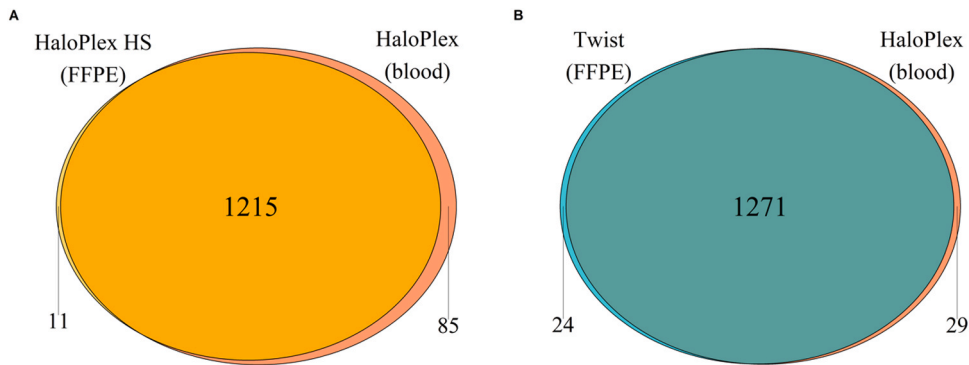 A
HaloPlex HS
(FFPE)
HaloPlex
(blood)
1215
11
85
B
Twist
(FFPE)
HaloPlex
(blood)
1271
24
29